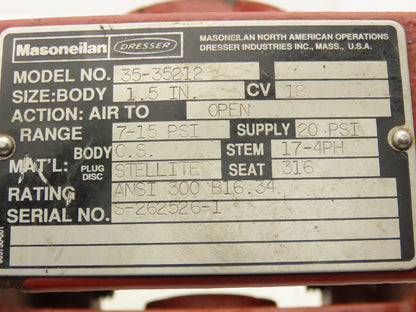 Masoneilan DRESSER MASONEILAN NORTH AMERICAN OPERATIONS
DRESSER INDUSTRIES INC., MASS., U.S.A.
MODEL NO. 35-35212
SIZE: BODY 1.5 IN. CV 18
ACTION: AIR TO OPEN
RANGE 7-15 PSI SUPPLY 20 PSI
BODY C.S. STEM 17-4PH
MAT'L: PLUG DISC STELLITE SEAT 316
RATING ANSI 300 B16.34
SERIAL NO. S-262526-1